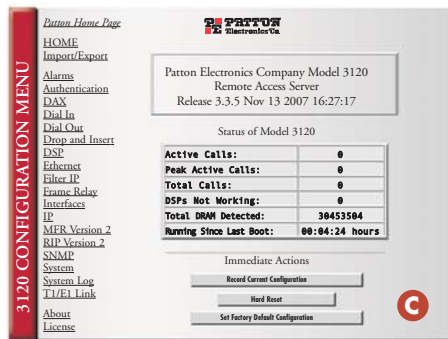 3120 CONFIGURATION MENU
Patton Home Page
HOME
Import/Export
Alarms
Authentication
DAX
Dial In
Dial Out
Drop and Insert
DSP
Ethernet
Filter IP
Frame Relay
Interfaces
IP
MFR Version 2
RIP Version 2
SNMP
System
System Log
T1/E1 Link
About
License
PATTON
Electronics Co.
Patton Electronics Company Model 3120
Remote Access
Server
Release 3.3.5 Nov 13 2007 16:27:17
Status of Model 3120
Active Calls: 0
Peak Active Calls: 0
Total Calls: 0
DSPs Not Working: 0
Total DRAM Detected: 30453504
Running Since Last Boot: 00:04:24 hours
Immediate Actions
Record Current Configuration
Hard Reset
Set Factory Default Configuration
C